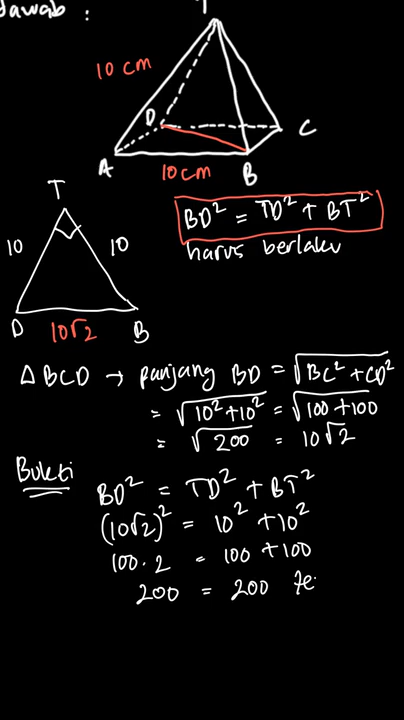 Jawab :
T
10 cm
D
C
A
10 cm
B
T
BD² = TD² + BT²
10
10
harus berlaku
D
10√2
B
Δ BCD → panjang BD = √BC² + CD²
= √10² + 10² = √100 + 100
= √200 = 10√2
Bukti
BD² = TD² + BT²
(10√2)² = 10² + 10²
100 · 2 = 100 + 100
200 = 200